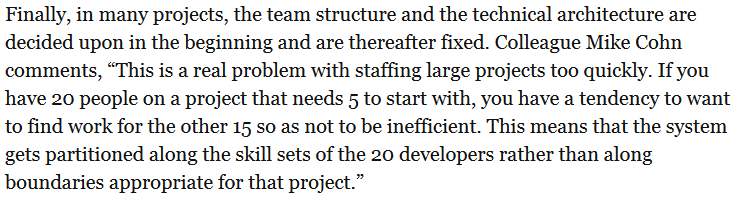 Finally, in many projects, the team structure and the technical architecture are
decided upon in the beginning and are thereafter fixed. Colleague Mike Cohn
comments, “This is a real problem with staffing large projects too quickly. If you
have 20 people on a project that needs 5 to start with, you have a tendency to want
to find work for the other 15 so as not to be inefficient. This means that the system
gets partitioned along the skill sets of the 20 developers rather than along
boundaries appropriate for that project.”